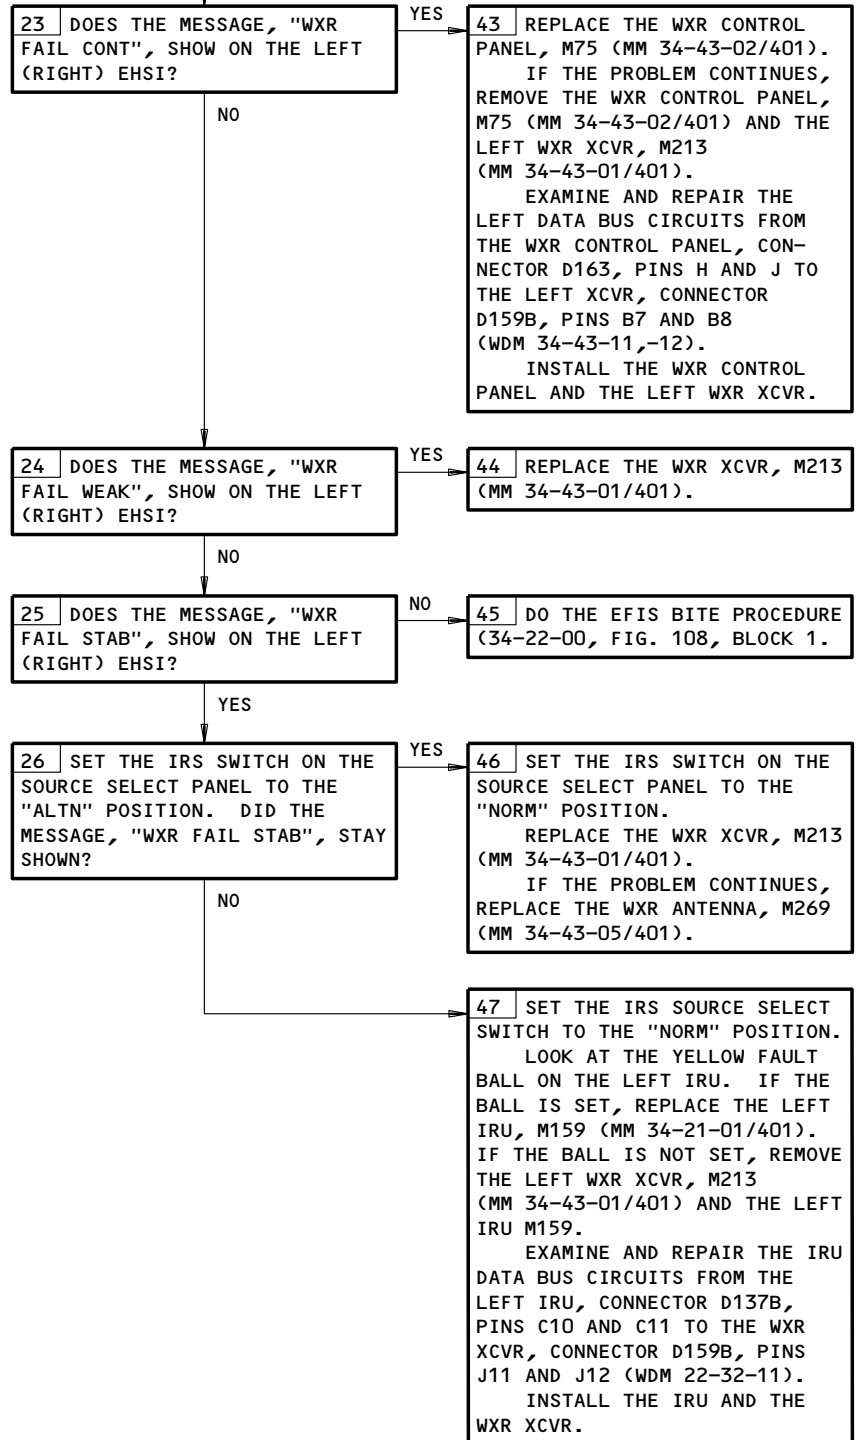 23 DOES THE MESSAGE, "WXR
FAIL CONT", SHOW ON THE LEFT
(RIGHT) EHSI?
YES
43 REPLACE THE WXR CONTROL
PANEL, M75 (MM 34-43-02/401).
IF THE PROBLEM CONTINUES,
REMOVE THE WXR CONTROL PANEL,
M75 (MM 34-43-02/401) AND THE
LEFT WXR XCVR, M213
(MM 34-43-01/401).
EXAMINE AND REPAIR THE
LEFT DATA BUS CIRCUITS FROM
THE WXR CONTROL PANEL, CON-
NECTOR D163, PINS H AND J TO
THE LEFT XCVR, CONNECTOR
D159B, PINS B7 AND B8
(WDM 34-43-11,-12).
INSTALL THE WXR CONTROL
PANEL AND THE LEFT WXR XCVR.
NO
24 DOES THE MESSAGE, "WXR
FAIL WEAK", SHOW ON THE LEFT
(RIGHT) EHSI?
YES
44 REPLACE THE WXR XCVR, M213
(MM 34-43-01/401).
NO
25 DOES THE MESSAGE, "WXR
FAIL STAB", SHOW ON THE LEFT
(RIGHT) EHSI?
NO
45 DO THE EFIS BITE PROCEDURE
(34-22-00, FIG. 108, BLOCK 1.
YES
26 SET THE IRS SWITCH ON THE
SOURCE SELECT PANEL TO THE
"ALTN" POSITION. DID THE
MESSAGE, "WXR FAIL STAB", STAY
SHOWN?
YES
46 SET THE IRS SWITCH ON THE
SOURCE SELECT PANEL TO THE
"NORM" POSITION.
REPLACE THE WXR XCVR, M213
(MM 34-43-01/401).
IF THE PROBLEM CONTINUES,
REPLACE THE WXR ANTENNA, M269
(MM 34-43-05/401).
NO
47 SET THE IRS SOURCE SELECT
SWITCH TO THE "NORM" POSITION.
LOOK AT THE YELLOW FAULT
BALL ON THE LEFT IRU. IF THE
BALL IS SET, REPLACE THE LEFT
IRU, M159 (MM 34-21-01/401).
IF THE BALL IS NOT SET, REMOVE
THE LEFT WXR XCVR, M213
(MM 34-43-01/401) AND THE LEFT
IRU M159.
EXAMINE AND REPAIR THE IRU
DATA BUS CIRCUITS FROM THE
LEFT IRU, CONNECTOR D137B,
PINS C10 AND C11 TO THE WXR
XCVR, CONNECTOR D159B, PINS
J11 AND J12 (WDM 22-32-11).
INSTALL THE IRU AND THE
WXR XCVR.